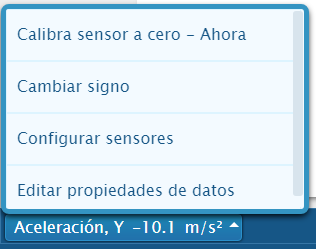 Calibra sensor a cero - Ahora
Cambiar signo
Configurar sensores
Editar propiedades de datos
Aceleración, Y -10.1 m/s²